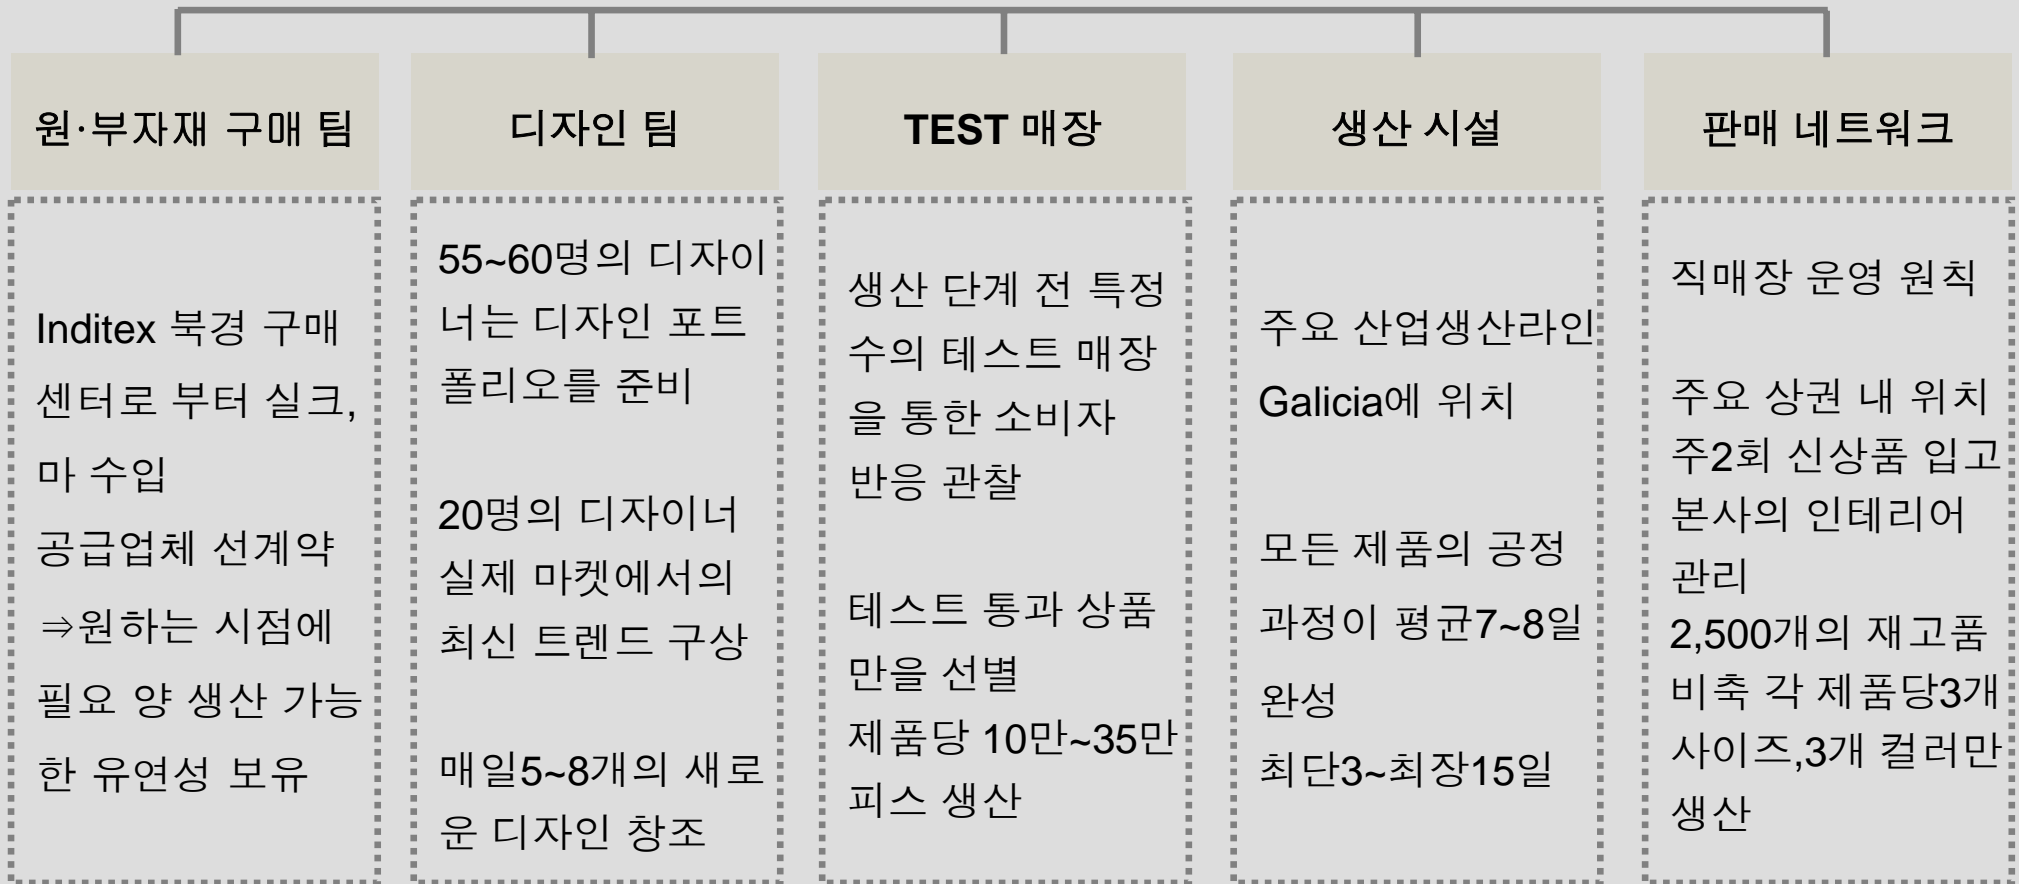 원·부자재 구매 팀
Inditex 북경 구매
센터로 부터 실크,
마 수입
공급업체 선계약
⇒원하는 시점에
필요 양 생산 가능
한 유연성 보유
디자인 팀
55~60명의 디자이
너는 디자인 포트
폴리오를 준비
20명의 디자이너
실제 마켓에서의
최신 트렌드 구상
매일5~8개의 새로
운 디자인 창조
TEST 매장
생산 단계 전 특정
수의 테스트 매장
을 통한 소비자
반응 관찰
테스트 통과 상품
만을 선별
제품당 10만~35만
피스 생산
생산 시설
주요 산업생산라인
Galicia에 위치
모든 제품의 공정
과정이 평균7~8일
완성
최단3~최장15일
판매 네트워크
직매장 운영 원칙
주요 상권 내 위치
주2회 신상품 입고
본사의 인테리어
관리
2,500개의 재고품
비축 각 제품당3개
사이즈,3개 컬러만
생산